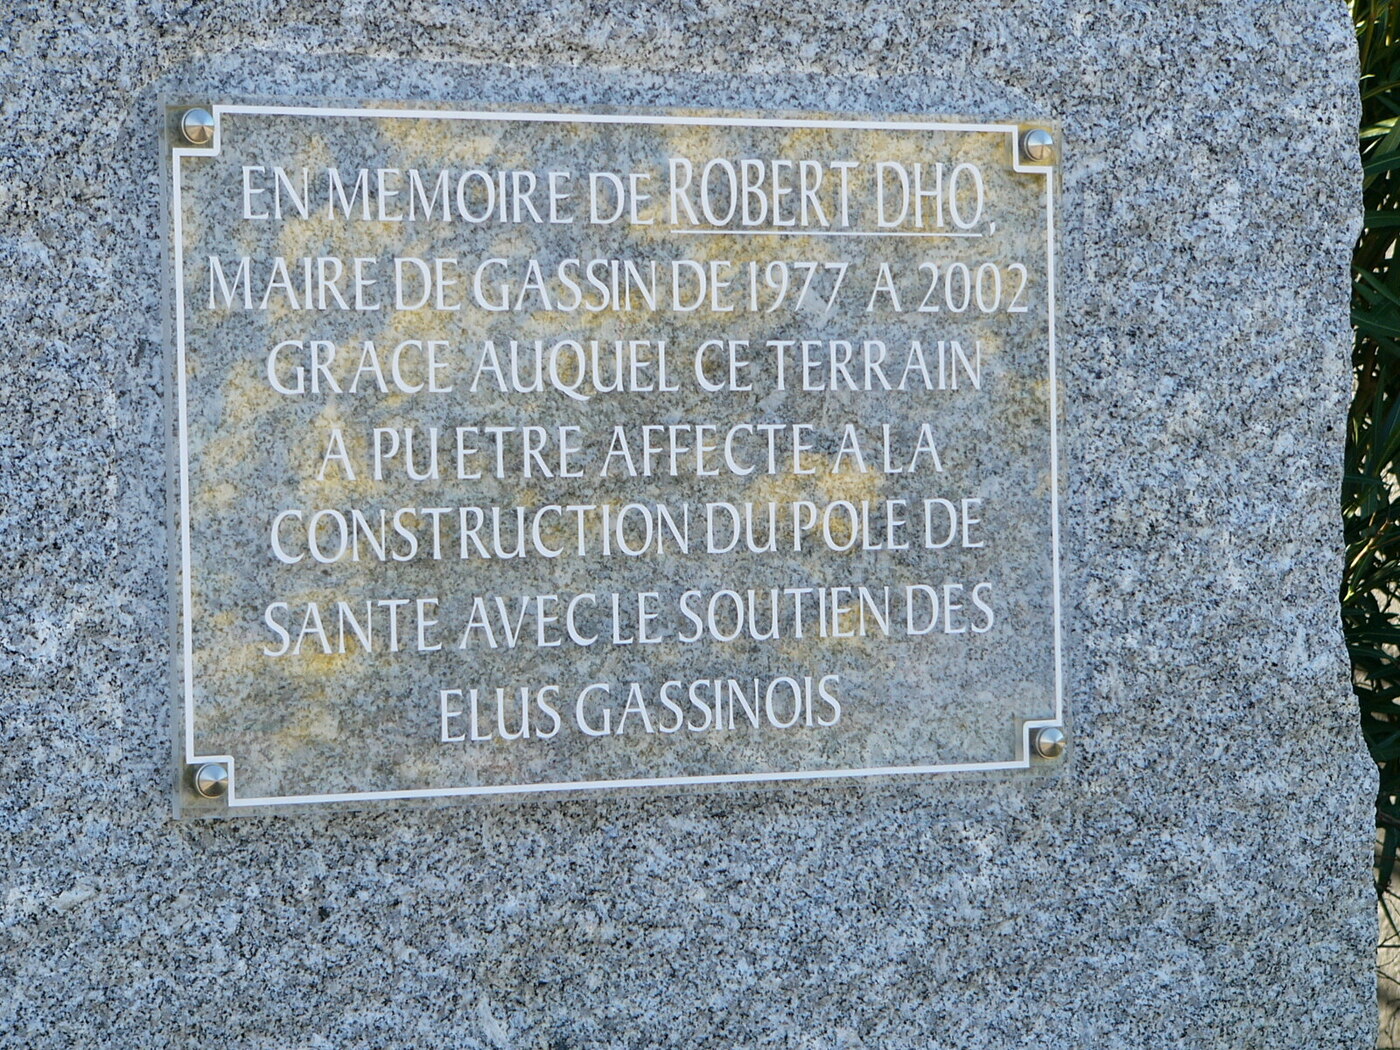 EN MEMOIRE DE ROBERT DHO,
MAIRE DE GASSIN DE 1977 A 2002
GRACE AUQUEL CE TERRAIN
A PU ETRE AFFECTE A LA
CONSTRUCTION DU POLE DE
SANTE AVEC LE SOUTIEN DES
ELUS GASSINOIS